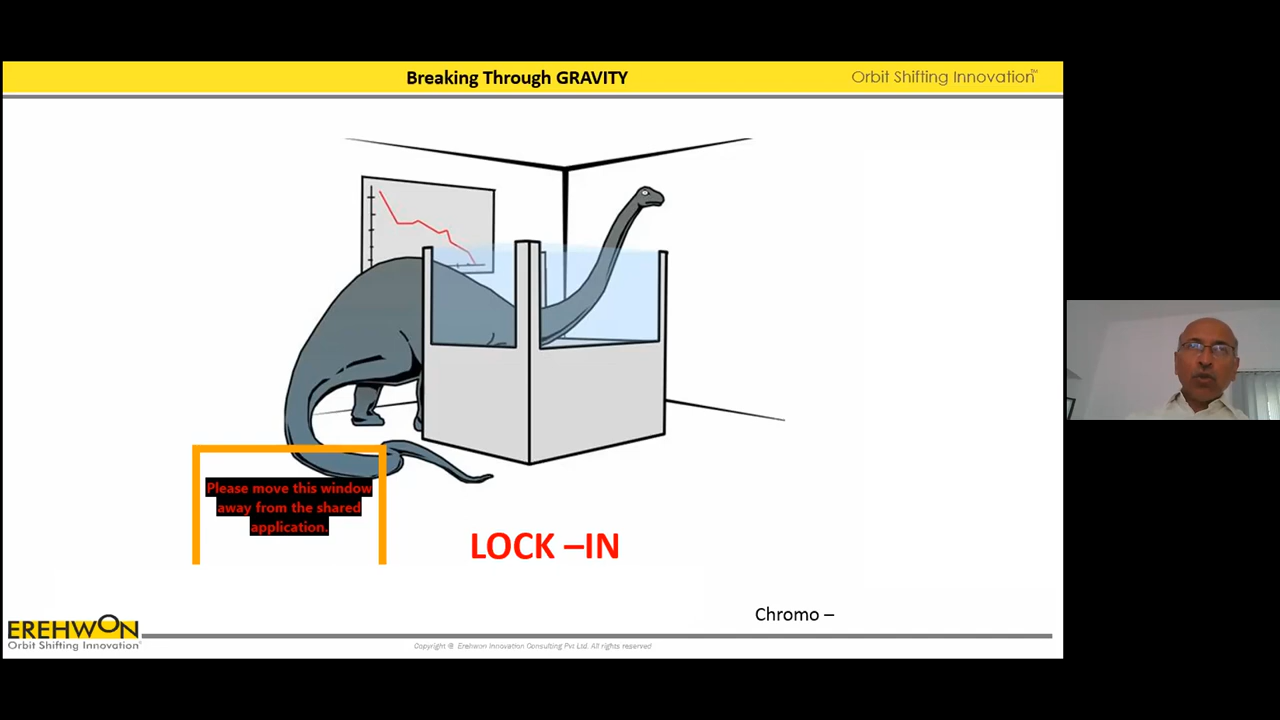 Breaking Through GRAVITY
Orbit Shifting Innovation™
Please move this window
away from the shared
application.
LOCK –IN
Chromo –
EREHWON
Orbit Shifting Innovation"
Copyright @ Erehwon Innovation Consulting Pvt Ltd. All rights reserved